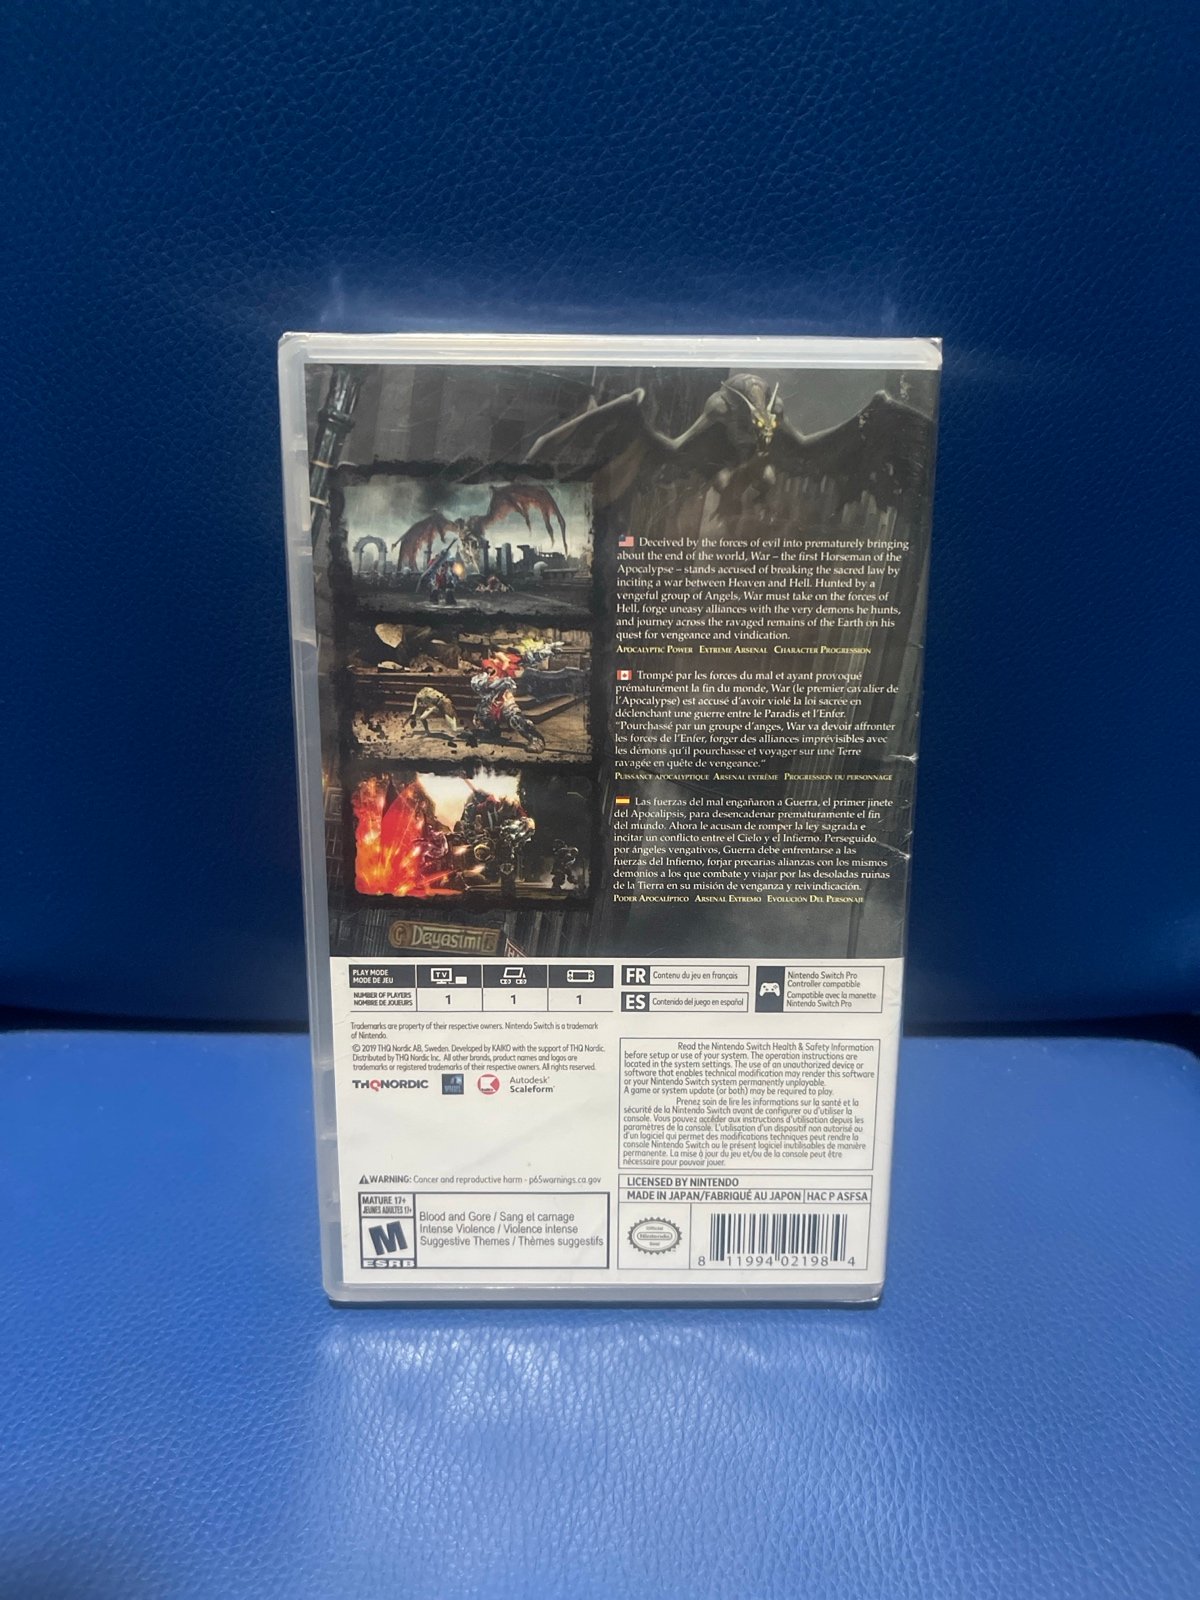 Deceived by the forces of evil into prematurely bringing
about the end of the world, War – the first Horseman of the
Apocalypse – stands accused of breaking the sacred law by
inciting a war between Heaven and Hell. Hunted by a
vengeful group of Angels, War must take on the forces of
Hell, forge uneasy alliances with the very demons he hunts,
and journey across the ravaged remains of the Earth on his
quest for vengeance and vindication.
Apocalyptic Power Extreme Arsenal Character Progression
Trompé par les forces du mal et ayant provoqué
prématurément la fin du monde, War (le premier cavalier de
l'Apocalypse) est accusé d'avoir violé la loi sacrée en
déclenchant une guerre entre le Paradis et l'Enfer.
"Pourchassé par un groupe d'anges, War va devoir affronter
les forces de l'Enfer, forger des alliances imprévisibles avec
les démons qu'il pourchasse et voyager sur une Terre
ravagée en quête de vengeance."
Puissance apocalyptique Arsenal extrême Progression du personnage
Las fuerzas del mal engañaron a Guerra, el primer jinete
del Apocalipsis, para desencadenar prematuramente el fin
del mundo. Ahora le acusan de romper la ley sagrada e
incitar un conflicto entre el Cielo y el Infierno. Perseguido
por ángeles vengativos, Guerra debe enfrentarse a las
fuerzas del Infierno, forjar precarias alianzas con los mismos
demonios a los que combate y viajar por las desoladas ruinas
de la Tierra en su misión de venganza y reivindicación.
Poder Apocalíptico Arsenal Extremo Evolución Del Personaje
Dayasimi
PLAY MODE
MODE DE JEU
TV
NUMBER OF PLAYERS
NOMBRE DE JOUEURS
1 1 1
FR Contenu du jeu en français
ES Contenido del juego en español
Nintendo Switch Pro
Controller compatible
Compatible avec la manette
Nintendo Switch Pro
Trademarks are property of their respective owners. Nintendo Switch is a trademark
of Nintendo.
© 2019 THQ Nordic AB, Sweden. Developed by KAIKO with the support of THQ Nordic.
Distributed by THQ Nordic Inc. All other brands, product names and logos are
trademarks or registered trademarks of their respective owners. All rights reserved.
THQNORDIC
Autodesk®
Scaleform®
Read the Nintendo Switch Health & Safety Information
before setup or use of your system. The operation instructions are
located in the system settings. The use of an unauthorized device or
software that enables technical modification may render this software
or your Nintendo Switch system permanently unplayable.
A game or system update (or both) may be required to play.
Prenez soin de lire les informations sur la santé et la
sécurité de la Nintendo Switch avant de configurer ou d'utiliser la
console. Vous pouvez accéder aux instructions d'utilisation depuis les
paramètres de la console. L'utilisation d'un dispositif non autorisé ou
d'un logiciel qui permet des modifications techniques peut rendre la
console Nintendo Switch ou le présent logiciel inutilisables de manière
permanente. La mise à jour du jeu et/ou de la console peut être
nécessaire pour pouvoir jouer.
WARNING: Cancer and reproductive harm - p65warnings.ca.gov
MATURE 17+
JEUNES ADULTES 17+
M
ESRB
Blood and Gore / Sang et carnage
Intense Violence / Violence intense
Suggestive Themes / Thèmes suggestifs
LICENSED BY NINTENDO
MADE IN JAPAN/FABRIQUÉ AU JAPON HAC P ASFSA
Official
Nintendo
Seal
8 11994 02198 4